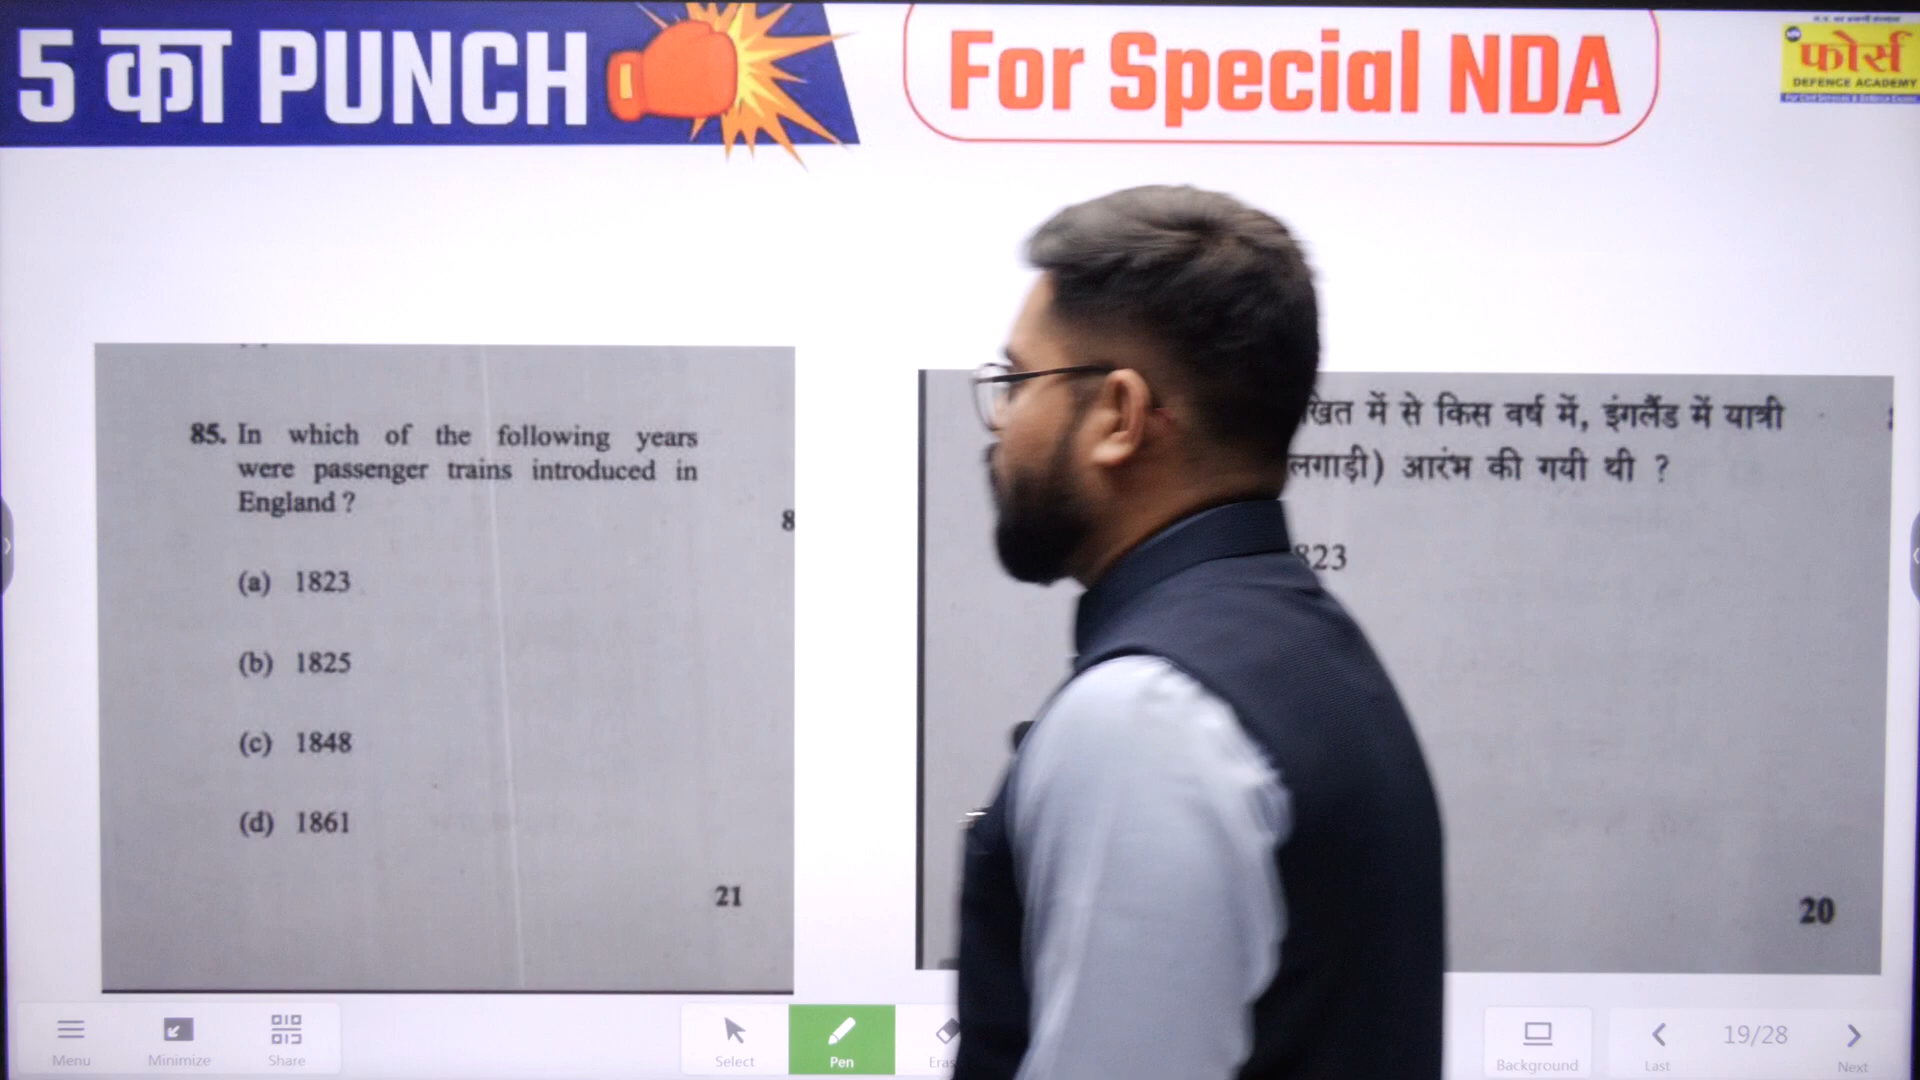 5 का PUNCH
For Special NDA
फोर्स
DEFENCE ACADEMY
85. In which of the following years
were passenger trains introduced in
England ?
8
(a) 1823
(b) 1825
(c) 1848
(d) 1861
21
में से किस वर्ष में, इंगलैंड में यात्री
आरंभ की गयी थी ?
20
Menu
Minimize
Share
Select
Pen
Background
Last
19/28
Next